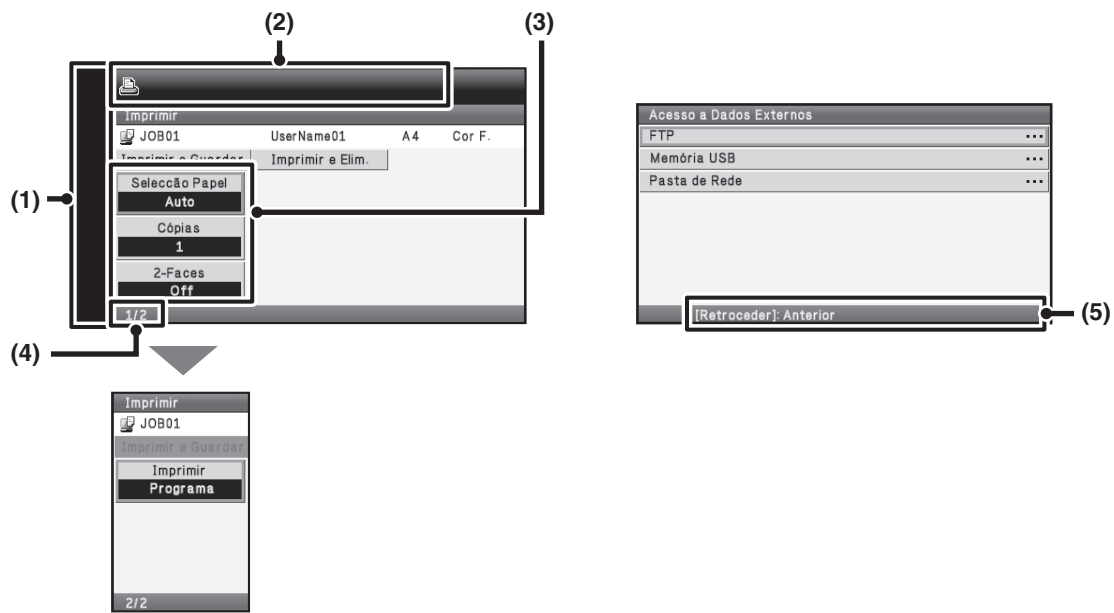 (2)
(3)
Imprimir
JOB01 UserName01 A4 Cor F.
Imprimir e Guardar Imprimir e Elim.
Selecção Papel
Auto
Cópias
1
2-Faces
Off
1/2
(1)
(4)
Acesso a Dados Externos
FTP ...
Memória USB ...
Pasta de Rede ...
[Retroceder]: Anterior
(5)
Imprimir
JOB01
Imprimir e Guardar
Imprimir
Programa
2/2